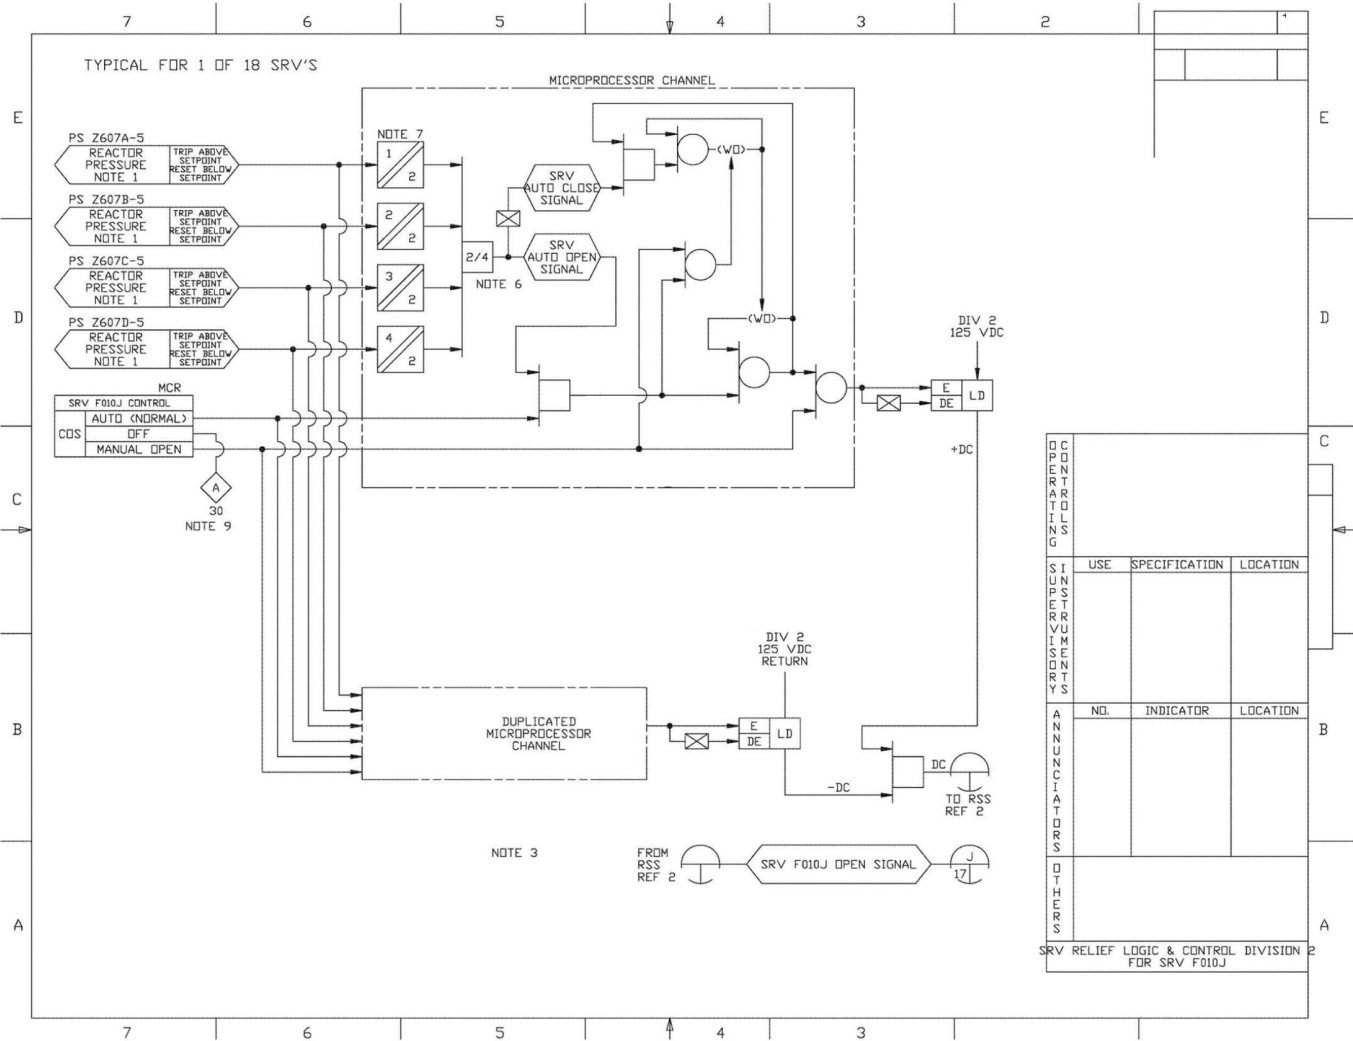 7 6 5 4 3 2
TYPICAL FOR 1 OF 18 SRV'S
MICROPROCESSOR CHANNEL
E E
PS Z607A-5
REACTOR
PRESSURE
NOTE 1
TRIP ABOVE
SETPOINT
RESET BELOW
SETPOINT
NOTE 7
1
2
PS Z607B-5
REACTOR
PRESSURE
NOTE 1
TRIP ABOVE
SETPOINT
RESET BELOW
SETPOINT
2
2
PS Z607C-5
REACTOR
PRESSURE
NOTE 1
TRIP ABOVE
SETPOINT
RESET BELOW
SETPOINT
3
2
PS Z607D-5
REACTOR
PRESSURE
NOTE 1
TRIP ABOVE
SETPOINT
RESET BELOW
SETPOINT
4
2
2/4
NOTE 6
SRV
AUTO CLOSE
SIGNAL
SRV
AUTO OPEN
SIGNAL
(WO)
(WO)
D D
DIV 2
125 VDC
E
DE
LD
+DC
MCR
SRV F010J CONTROL
COS
AUTO (NORMAL)
OFF
MANUAL OPEN
A
30
NOTE 9
C C
DIV 2
125 VDC
RETURN
DUPLICATED
MICROPROCESSOR
CHANNEL
E
DE
LD
-DC
DC
TO RSS
REF 2
B B
NOTE 3
FROM
RSS
REF 2
SRV F010J OPEN SIGNAL
J
17
A A
OPERATING
CONTROLS
SUPERVISORY
INSTRUMENTS
USE SPECIFICATION LOCATION
ANNUNCIATORS
NO. INDICATOR LOCATION
OTHERS
SRV RELIEF LOGIC & CONTROL DIVISION 2
FOR SRV F010J
7 6 5 4 3